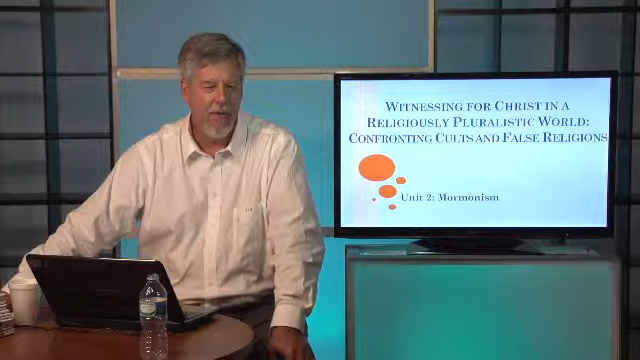 WITNESSING FOR CHRIST IN A
RELIGIOUSLY PLURALISTIC WORLD:
CONFRONTING CULTS AND FALSE RELIGIONS
Unit 2: Mormonism